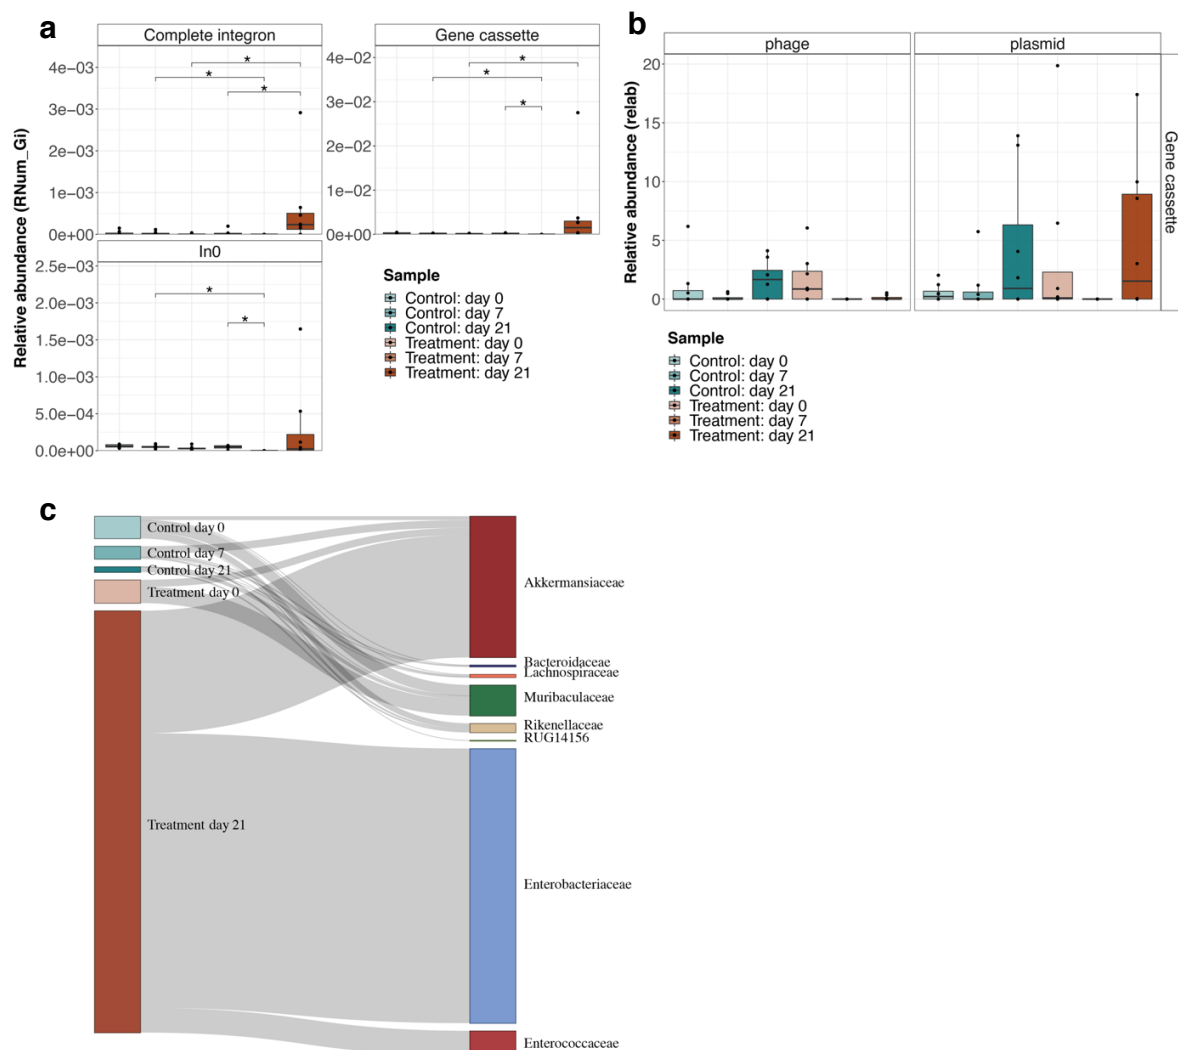 a
Complete integron
Gene cassette
Relative abundance (RNum_Gi)
4e−03
3e−03
2e−03
1e−03
0e+00
* * *
4e−02
3e−02
2e−02
1e−02
0e+00
* * *
In0
2.5e−03
2.0e−03
1.5e−03
1.0e−03
5.0e−04
0.0e+00
* *
Sample
Control: day 0
Control: day 7
Control: day 21
Treatment: day 0
Treatment: day 7
Treatment: day 21
b
phage
plasmid
Relative abundance (relab)
20
15
10
5
0
Gene cassette
Sample
Control: day 0
Control: day 7
Control: day 21
Treatment: day 0
Treatment: day 7
Treatment: day 21
c
Control day 0
Control day 7
Control day 21
Treatment day 0
Treatment day 21
Akkermansiaceae
Bacteroidaceae
Lachnospiraceae
Muribaculaceae
Rikenellaceae
RUG14156
Enterobacteriaceae
Enterococcaceae